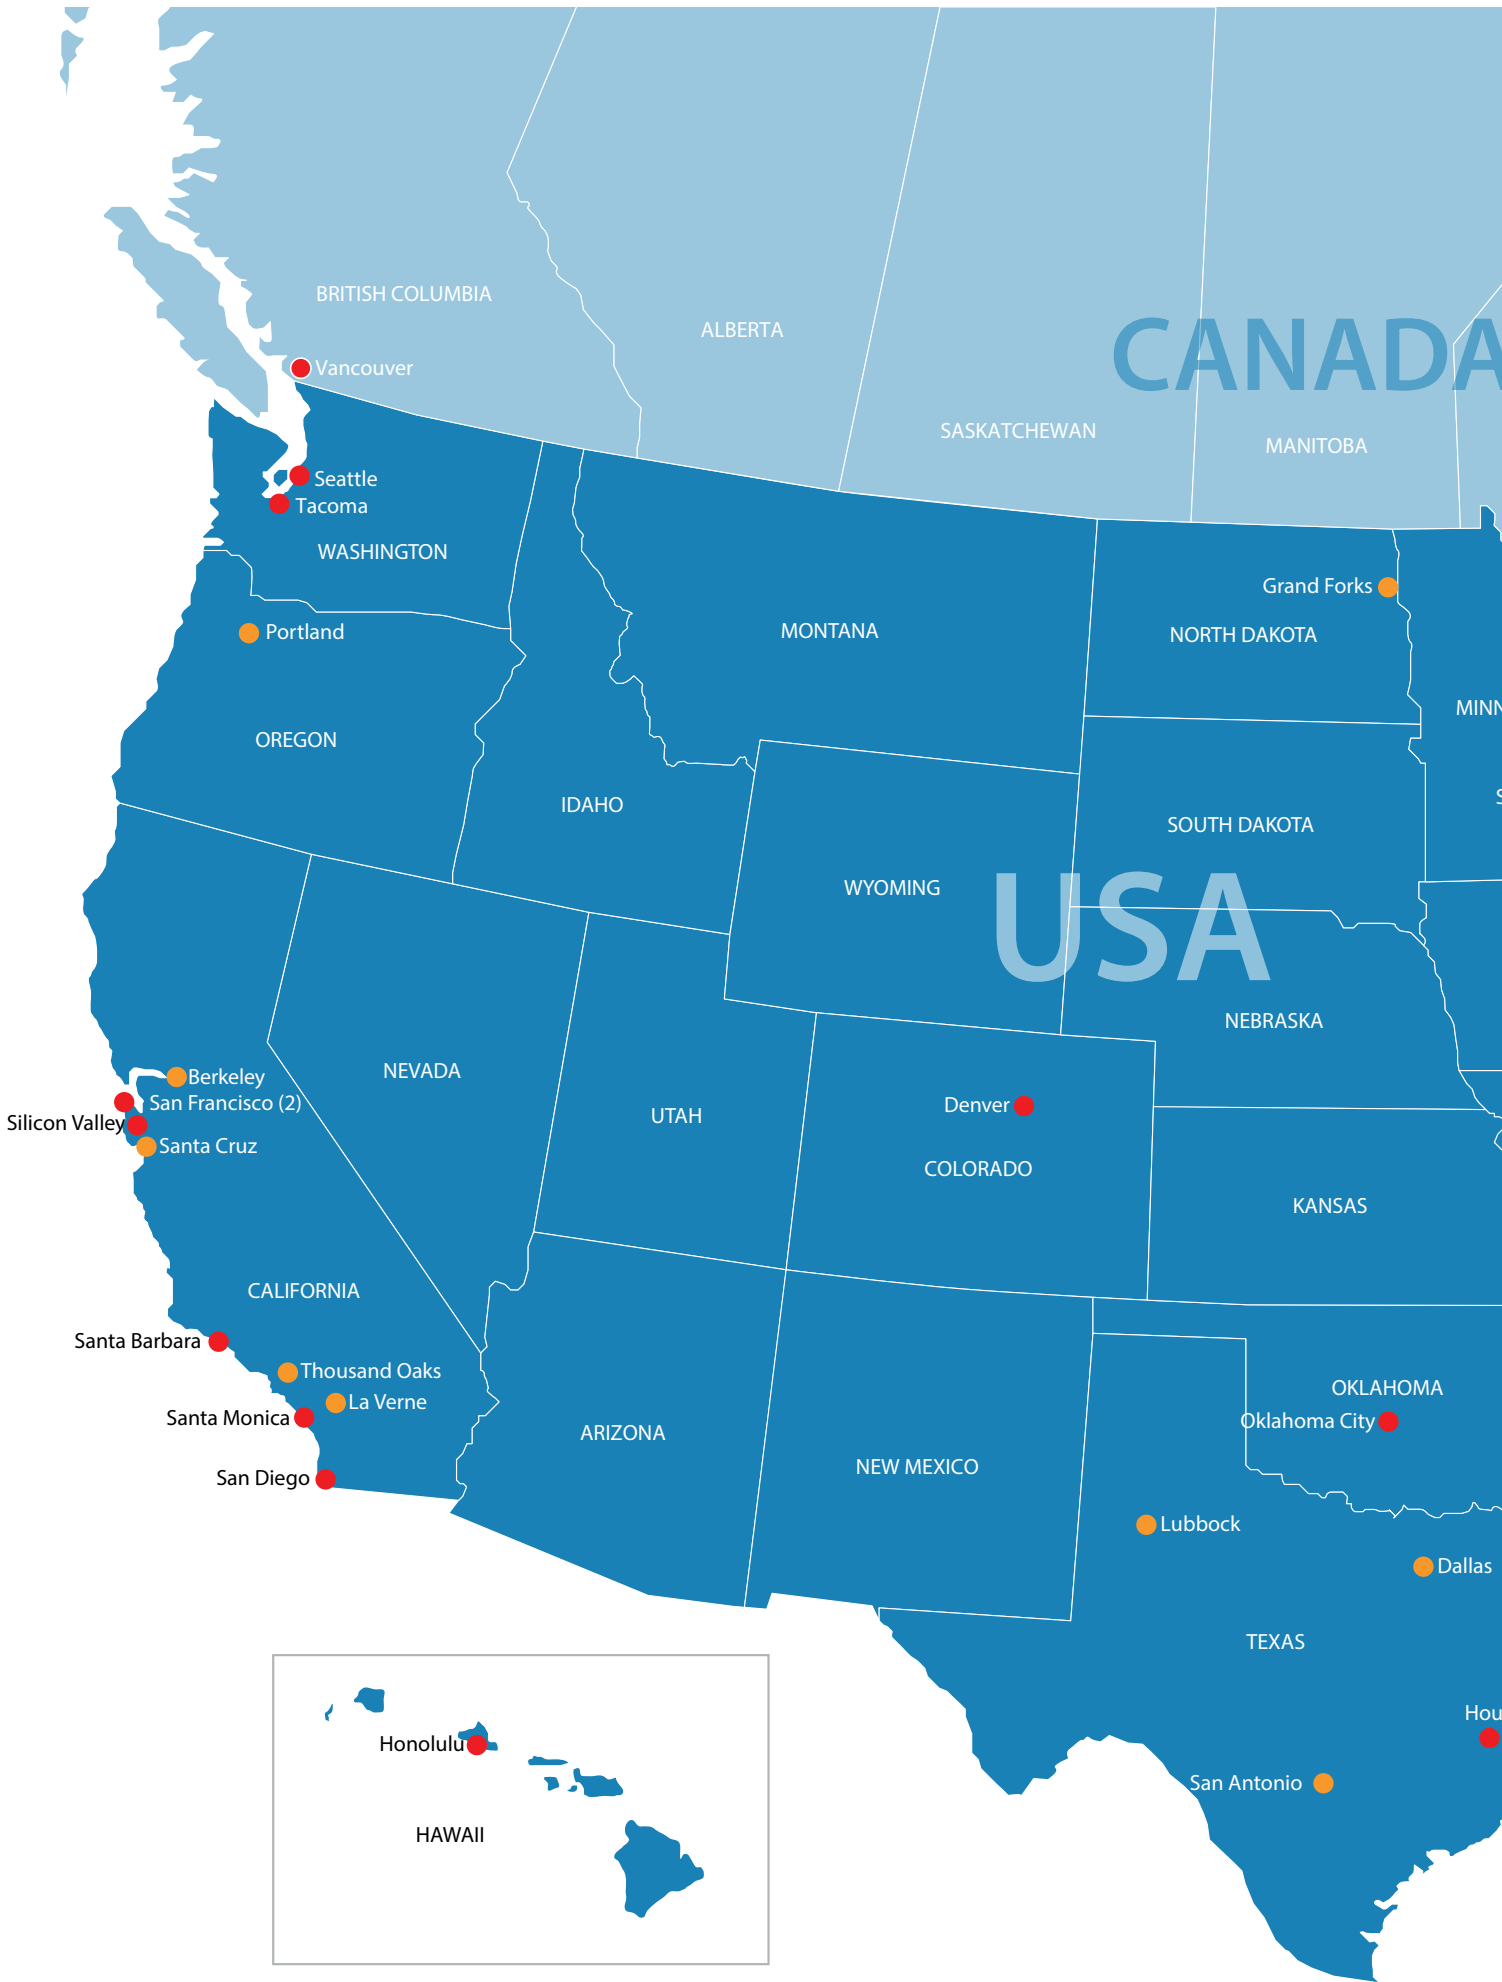 BRITISH COLUMBIA
ALBERTA
CANADA
Vancouver
SASKATCHEWAN
MANITOBA
Seattle
Tacoma
WASHINGTON
Grand Forks
Portland
MONTANA
NORTH DAKOTA
MINN
OREGON
IDAHO
S
SOUTH DAKOTA
WYOMING
USA
NEBRASKA
NEVADA
Berkeley
San Francisco (2)
Silicon Valley
Denver
UTAH
Santa Cruz
COLORADO
KANSAS
CALIFORNIA
Santa Barbara
Thousand Oaks
OKLAHOMA
La Verne
Santa Monica
Oklahoma City
ARIZONA
NEW MEXICO
San Diego
Lubbock
Dallas
TEXAS
Hou
Honolulu
San Antonio
HAWAII